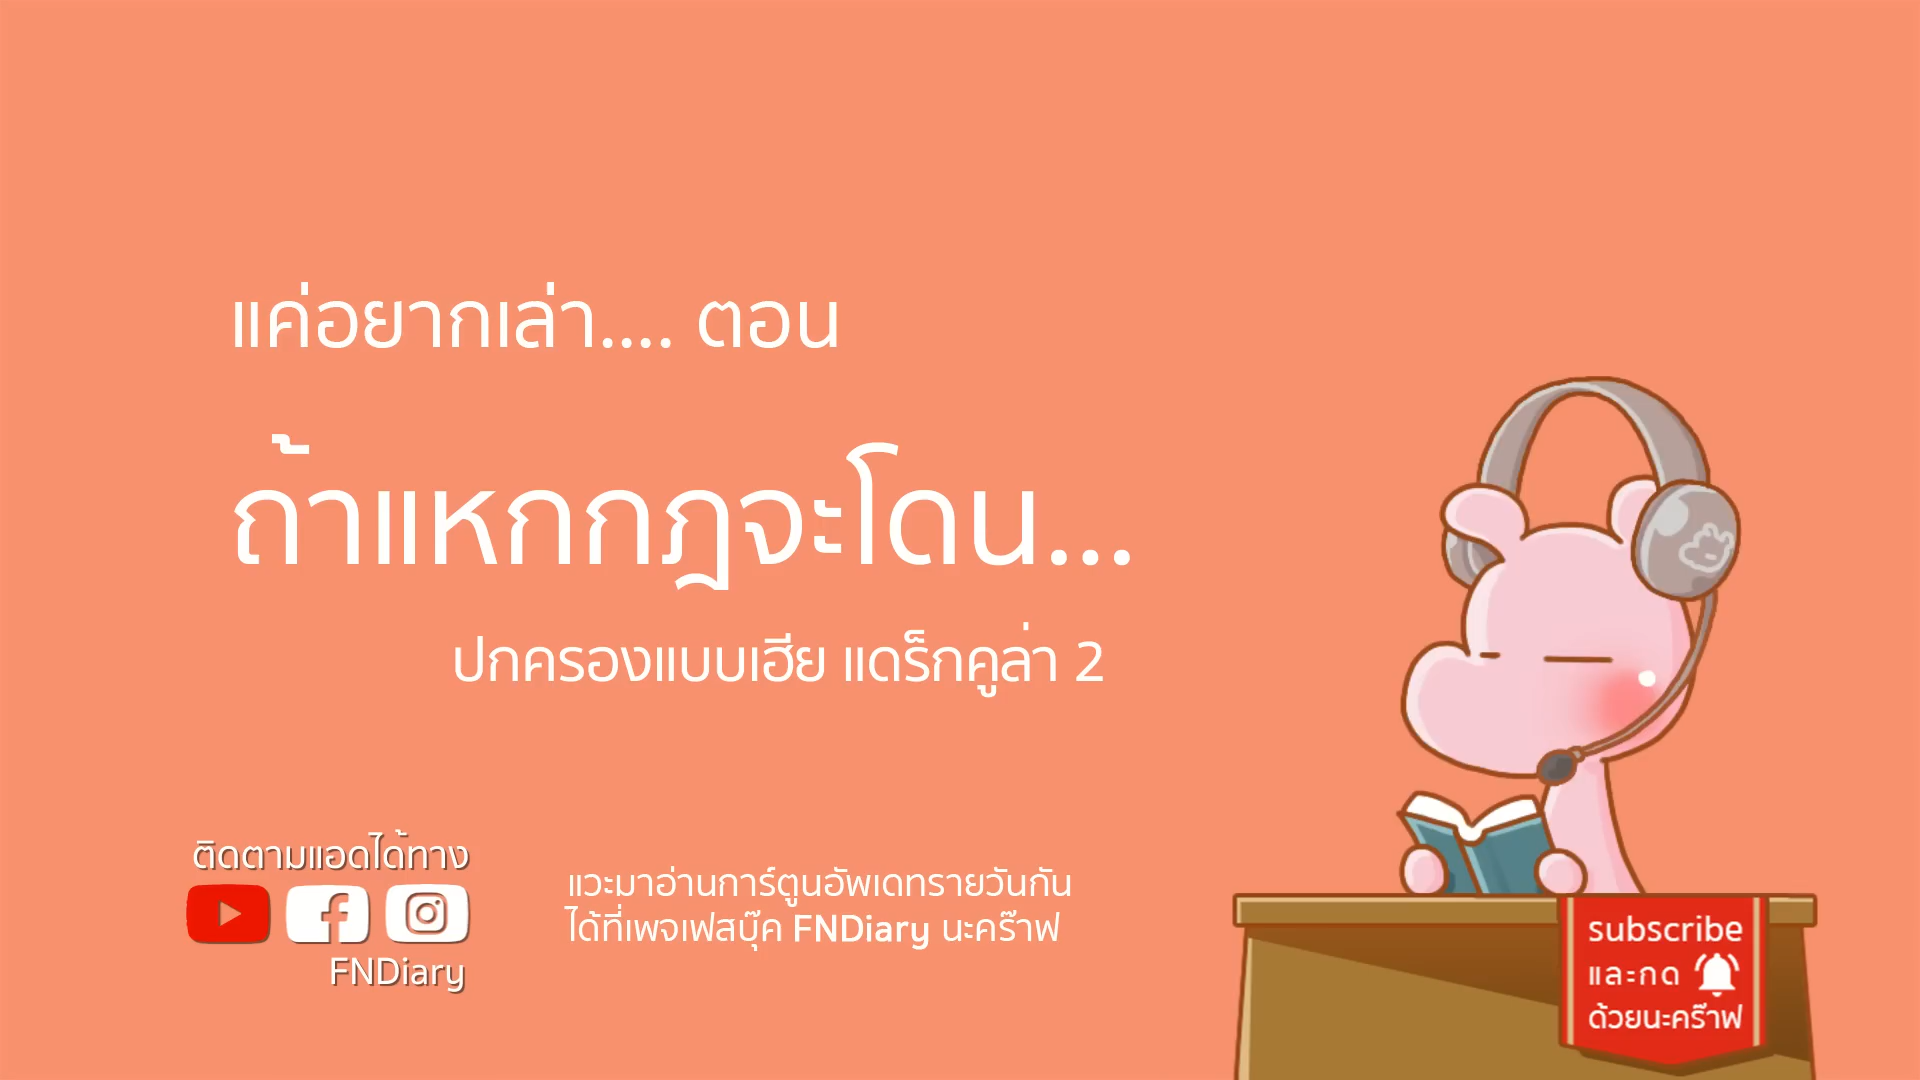 แค่อยากเล่า.... ตอน
ถ้าแหกกฎจะโดน...
ปกครองแบบเฮีย แดร็กคูล่า 2
ติดตามแอดได้ทาง
FNDiary
แวะมาอ่านการ์ตูนอัพเดทรายวันกัน
ได้ที่เพจเฟสบุ๊ค FNDiary นะคร๊าฟ
subscribe
และกด
ด้วยนะคร๊าฟ